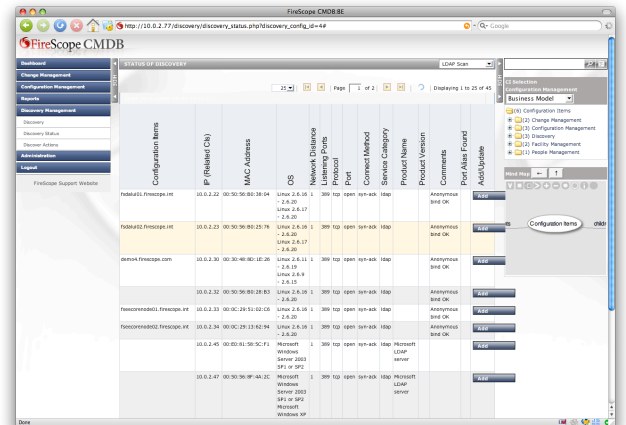 FireScope CMDB:BE
http://10.0.2.77/discovery/discovery_status.php?discovery_config_id=4#
Google
FireScope CMDB
Dashboard
Change Management
Configuration Management
Reports
Discovery Management
Discovery
Discovery Status
Discover Actions
Administration
Logout
FireScope Support Website
STATUS OF DISCOVERY
LDAP Scan
25 | Page 1 of 2 | Displaying 1 to 25 of 45
Configuration Items
IP (Related CIs)
MAC Address
OS
Network Distance
Listening Ports
Protocol
Port
Connect Method
Service Category
Product Name
Product Version
Comments
Port Alias Found
Add/Update
fsdalui01.firescope.int 10.0.2.22 00:50:56:B0:38:04 Linux 2.6.16 1 389 tcp open syn-ack ldap Anonymous Add
- 2.6.20 bind OK
Linux 2.6.17
- 2.6.20
fsdalui02.firescope.int 10.0.2.23 00:50:56:B0:25:76 Linux 2.6.16 1 389 tcp open syn-ack ldap Anonymous Add
- 2.6.20 bind OK
Linux 2.6.17
- 2.6.20
demo4.firescope.com 10.0.2.30 00:30:48:8D:1E:26 Linux 2.6.11 1 389 tcp open syn-ack ldap Anonymous Add
- 2.6.19 bind OK
Linux 2.6.9
- 2.6.15
10.0.2.32 00:50:56:B0:26:B3 Linux 2.6.16 1 389 tcp open syn-ack ldap Anonymous Add
- 2.6.20 bind OK
fseecorenode01.firescope.int 10.0.2.33 00:0C:29:51:02:C6 Linux 2.6.16 1 389 tcp open syn-ack ldap Anonymous Add
- 2.6.20 bind OK
fseecorenode02.firescope.int 10.0.2.34 00:0C:29:13:62:9A Linux 2.6.16 1 389 tcp open syn-ack ldap Anonymous Add
- 2.6.20 bind OK
10.0.2.45 00:E0:81:58:5C:F1 Microsoft 1 389 tcp open syn-ack ldap Microsoft Add
Windows LDAP
Server 2003 server
SP1 or SP2
10.0.2.47 00:50:56:8F:4A:2C Microsoft 1 389 tcp open syn-ack ldap Microsoft Add
Windows LDAP
Server 2003 server
SP1 or SP2
Microsoft
Windows XP
CI Selection
Configuration Management
Business Model
(6) Configuration Items
(2) Change Management
(3) Configuration Management
(3) Discovery
(2) Facility Management
(1) People Management
Mind Map
Configuration Items
Done